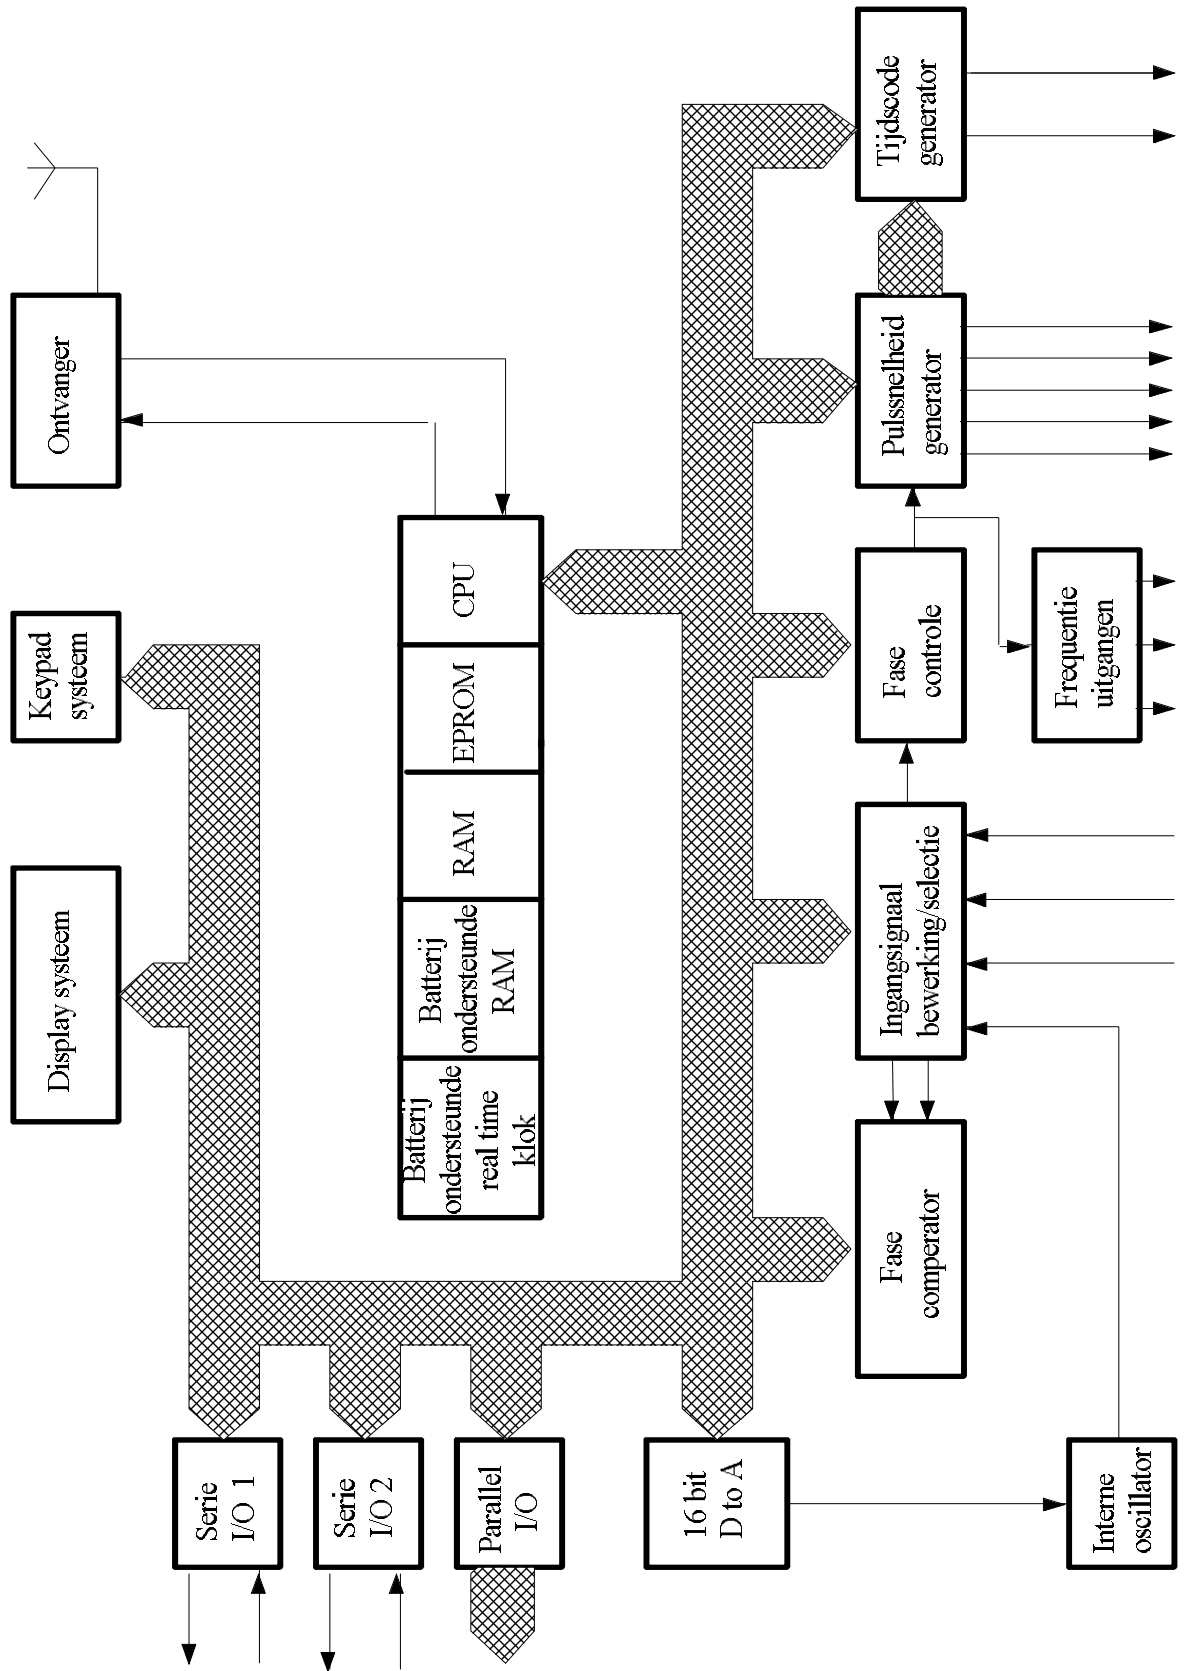 Display systeem
Keypad
systeem
Ontvanger
Serie
I/O 1
Serie
I/O 2
Parallel
I/O
16 bit
D to A
Batterij
ondersteunde
real time
klok
Batterij
ondersteunde
RAM
RAM
EPROM
CPU
Fase
comperator
Ingangsignaal
bewerking/selectie
Fase
controle
Pulssnelheid
generator
Tijdscode
generator
Interne
oscillator
Frequentie
uitgangen